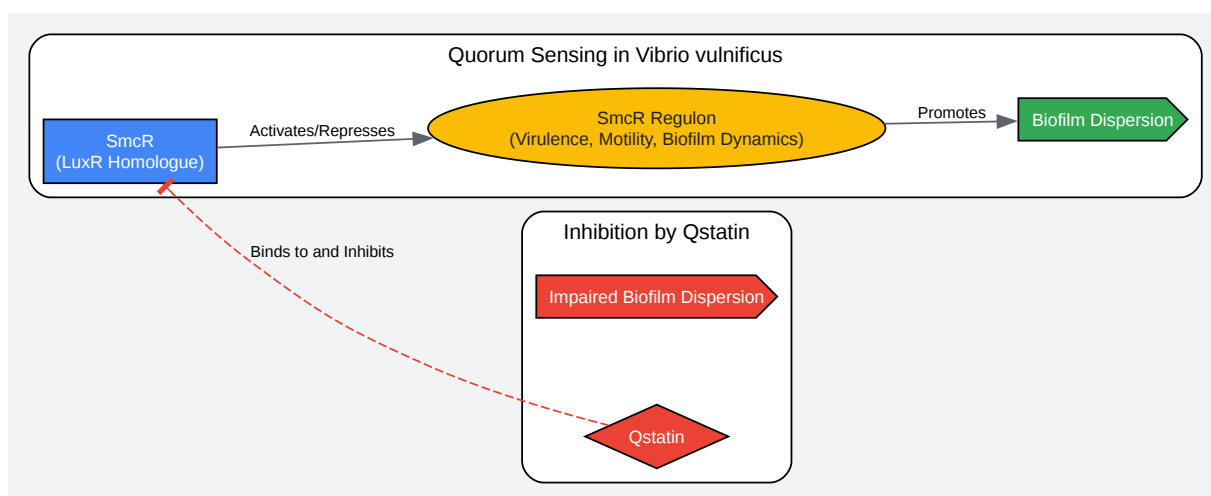 Quorum Sensing in Vibrio vulnificus
SmcR
(LuxR Homologue)
Activates/Represses
SmcR Regulon
(Virulence, Motility, Biofilm Dynamics)
Promotes
Biofilm Dispersion
Binds to and Inhibits
Inhibition by Qstatin
Impaired Biofilm Dispersion
Qstatin